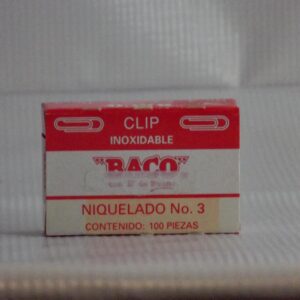 CLIP
INOXIDABLE
"BACO"
NIQUELADO No. 3
CONTENIDO: 100 PIEZAS